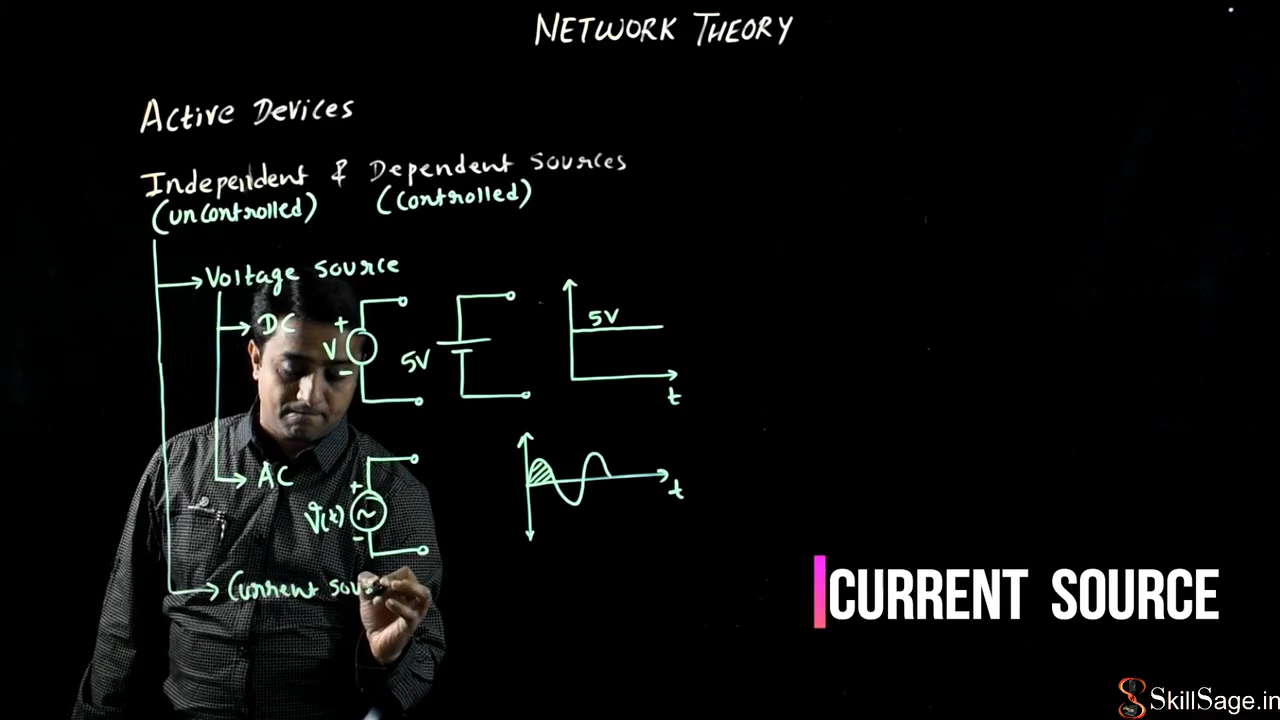 NETWORK THEORY
Active Devices
Independent & Dependent sources
(uncontrolled) (controlled)
Voltage source
DC
+
V
-
5V
5V
t
AC
+
V(t)
~
-
t
Current sour
CURRENT SOURCE
SkillSage.in